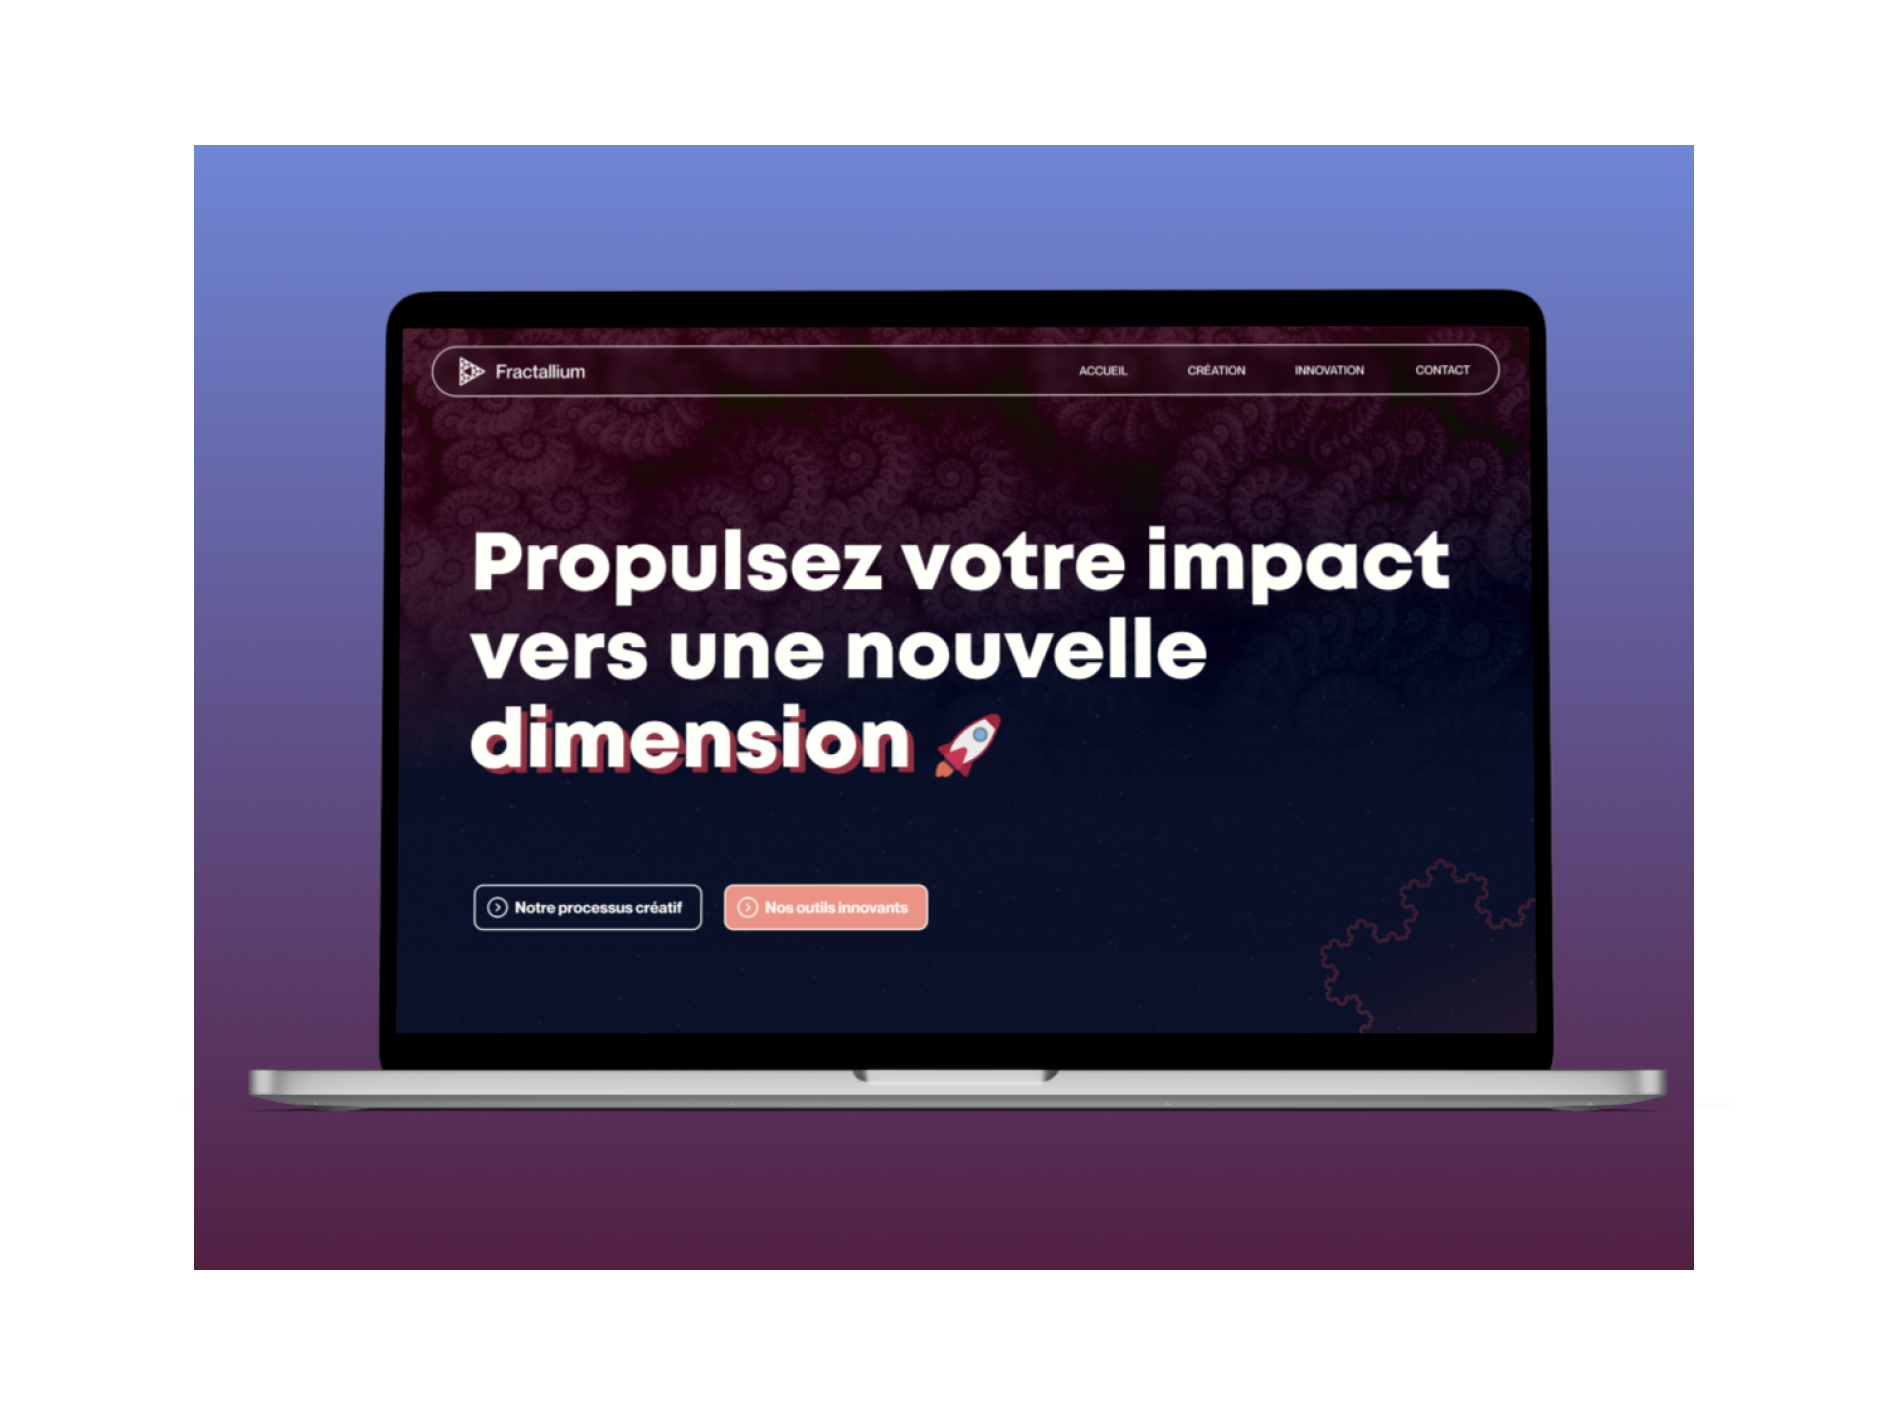 Fractallium
ACCUEIL CRÉATION INNOVATION CONTACT
Propulsez votre impact
vers une nouvelle
dimension 🚀
Notre processus créatif
Nos outils innovants